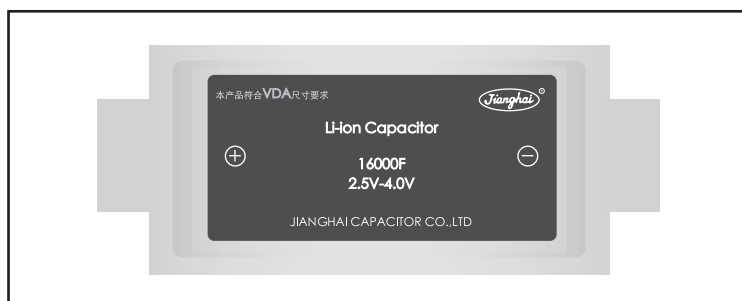 本产品符合VDA尺寸要求
Jianghai®
Li-ion Capacitor
⊕
⊖
16000F
2.5V-4.0V
JIANGHAI CAPACITOR CO.,LTD